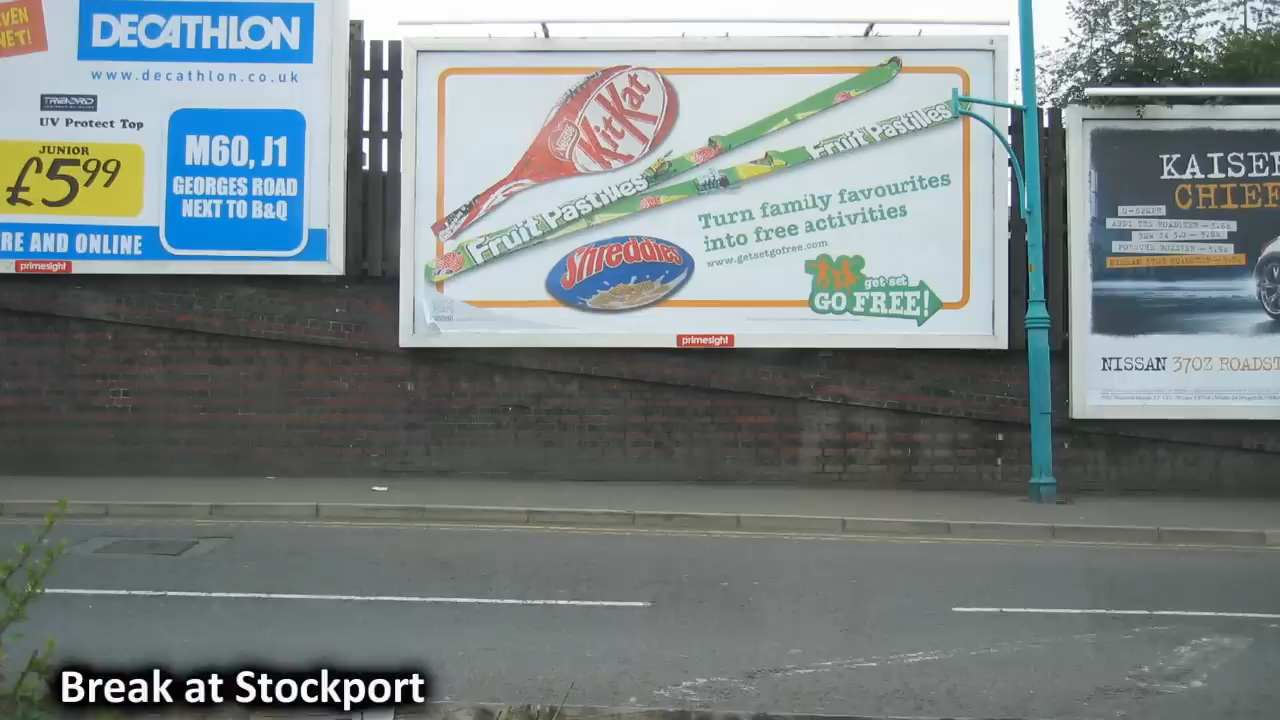 DECATHLON
www.decathlon.co.uk
TRIBORD
UV Protect Top
JUNIOR
£5.99
M60, J1
GEORGES ROAD
NEXT TO B&Q
RE AND ONLINE
primesight
Nestlé
KitKat
Fruit Pastilles
Fruit Pastilles
Shreddies
Turn family favourites
into free activities
www.getsetgofree.com
get set
GO FREE!
primesight
KAISER
CHIEF
NISSAN 370Z ROADST
Break at Stockport